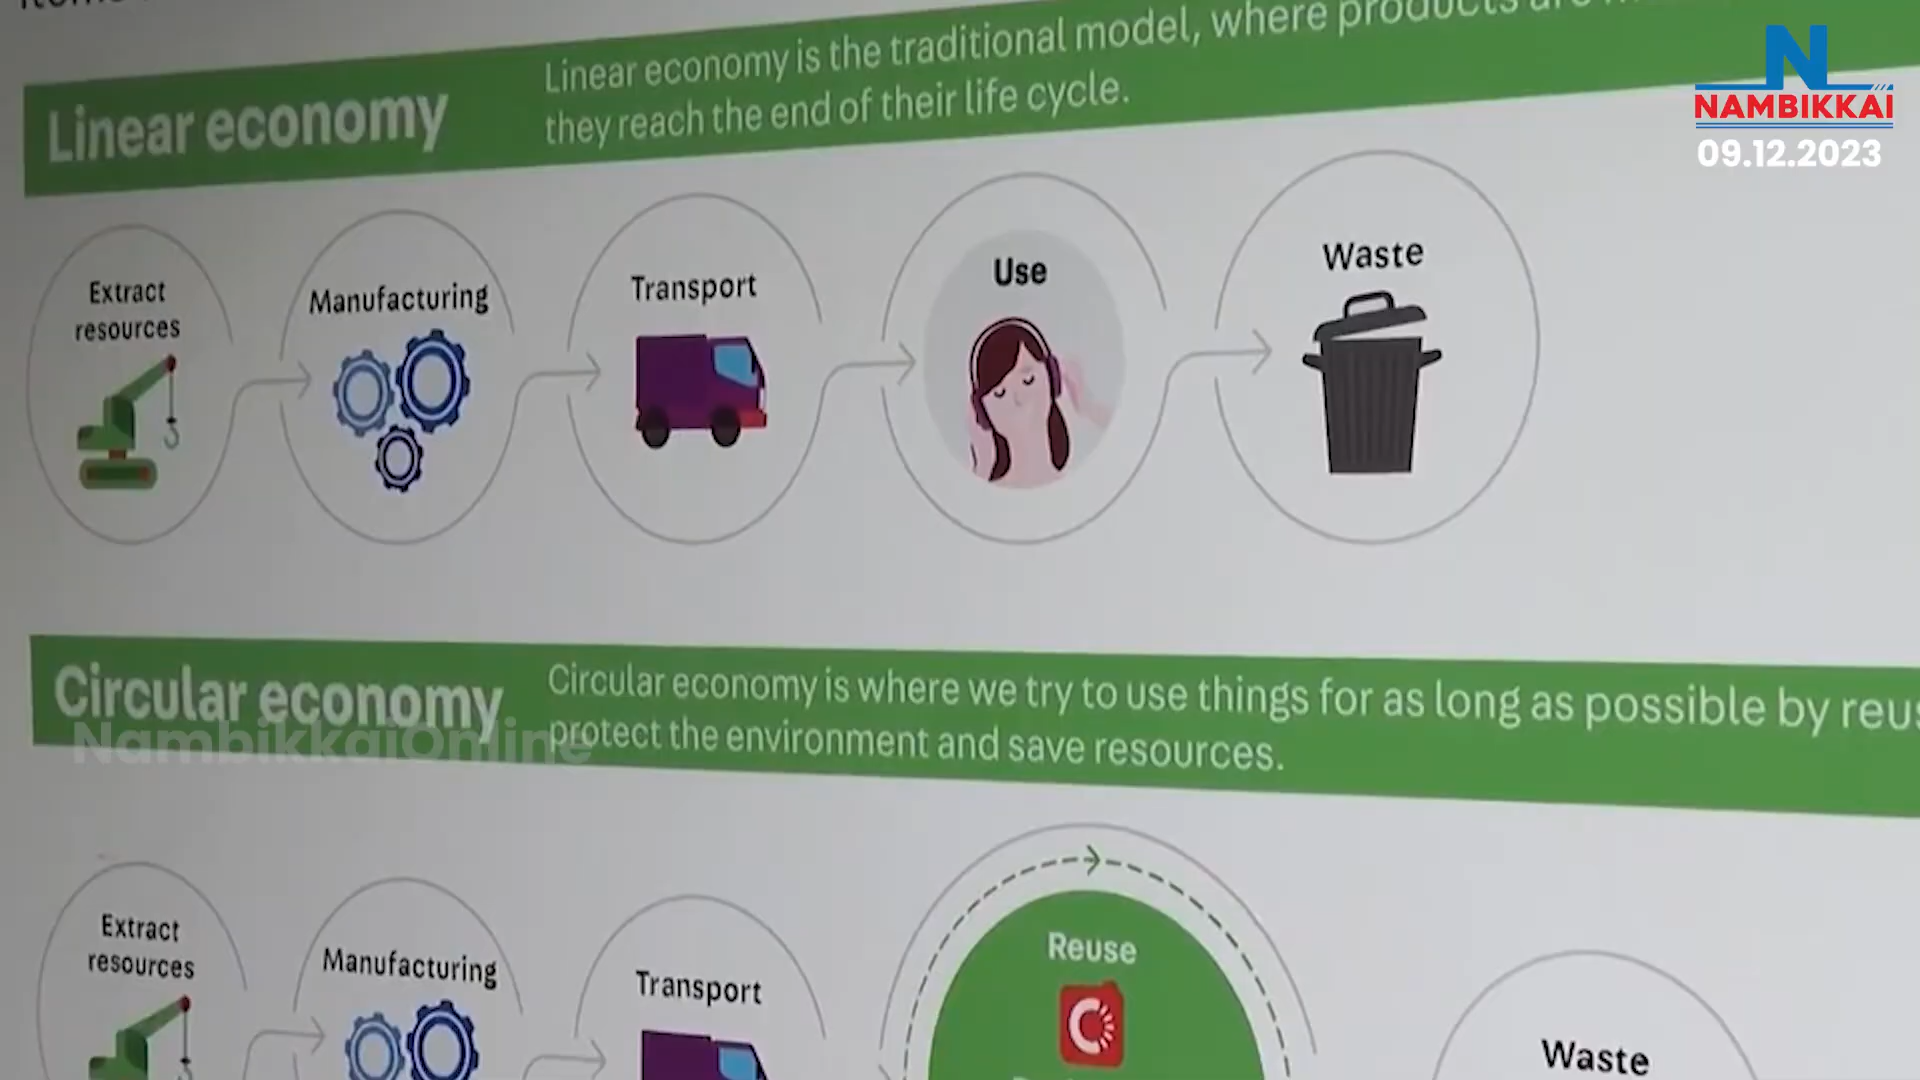 Linear economy
Linear economy is the traditional model, where products are
they reach the end of their life cycle.
N
NAMBIKKAI
09.12.2023
Extract
resources
Manufacturing
Transport
Use
Waste
Circular economy
Circular economy is where we try to use things for as long as possible by
protect the environment and save resources.
NambikkaiOnline
Extract
resources
Manufacturing
Transport
Reuse
Waste